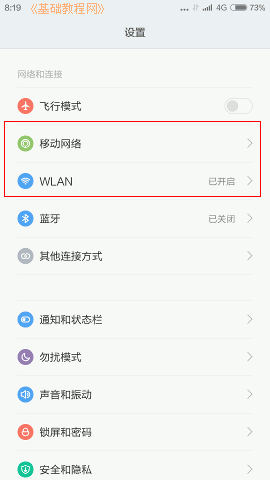 8:19 《基础教程网》 ... 4G 73%
设置
网络和连接
飞行模式
移动网络
WLAN 已开启
蓝牙 已关闭
其他连接方式
通知和状态栏
勿扰模式
声音和振动
锁屏和密码
安全和隐私